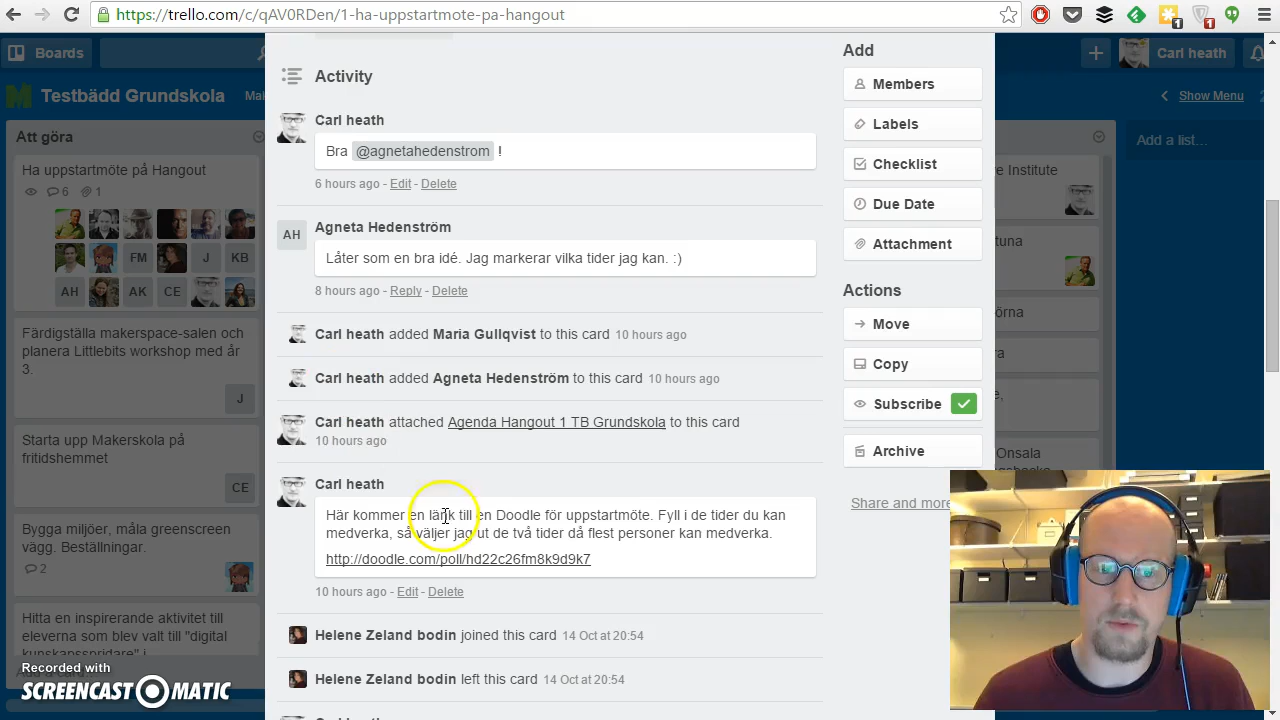 https://trello.com/c/qAV0RDen/1-ha-uppstartmote-pa-hangout
1
1
Boards
Carl heath
Testbädd Grundskola
Show Menu
Att göra
Add a list...
Ha uppstartmöte på Hangout
6
1
FM
J
KB
AH
AK
CE
Färdigställa makerspace-salen och
planera Littlebits workshop med år
3.
J
Starta upp Makerskola på
fritidshemmet
CE
Bygga miljöer, måla greenscreen
vägg. Beställningar.
2
Hitta en inspirerande aktivitet till
eleverna som blev valt till "digital
Activity
Carl heath
Bra @agnetahedenstrom !
6 hours ago - Edit - Delete
AH
Agneta Hedenström
Låter som en bra idé. Jag markerar vilka tider jag kan. :)
8 hours ago - Reply - Delete
Carl heath added Maria Gullqvist to this card 10 hours ago
Carl heath added Agneta Hedenström to this card 10 hours ago
Carl heath attached Agenda Hangout 1 TB Grundskola to this card
10 hours ago
Carl heath
Här kommer en länk till en Doodle för uppstartmöte. Fyll i de tider du kan
medverka, så väljer jag ut de två tider då flest personer kan medverka.
http://doodle.com/poll/hd22c26fm8k9d9k7
10 hours ago - Edit - Delete
Helene Zeland bodin joined this card 14 Oct at 20:54
Helene Zeland bodin left this card 14 Oct at 20:54
Add
Members
Labels
Checklist
Due Date
Attachment
Actions
Move
Copy
Subscribe
Archive
Share and more
Institute
Onsala
Recorded with
SCREENCAST O MATIC